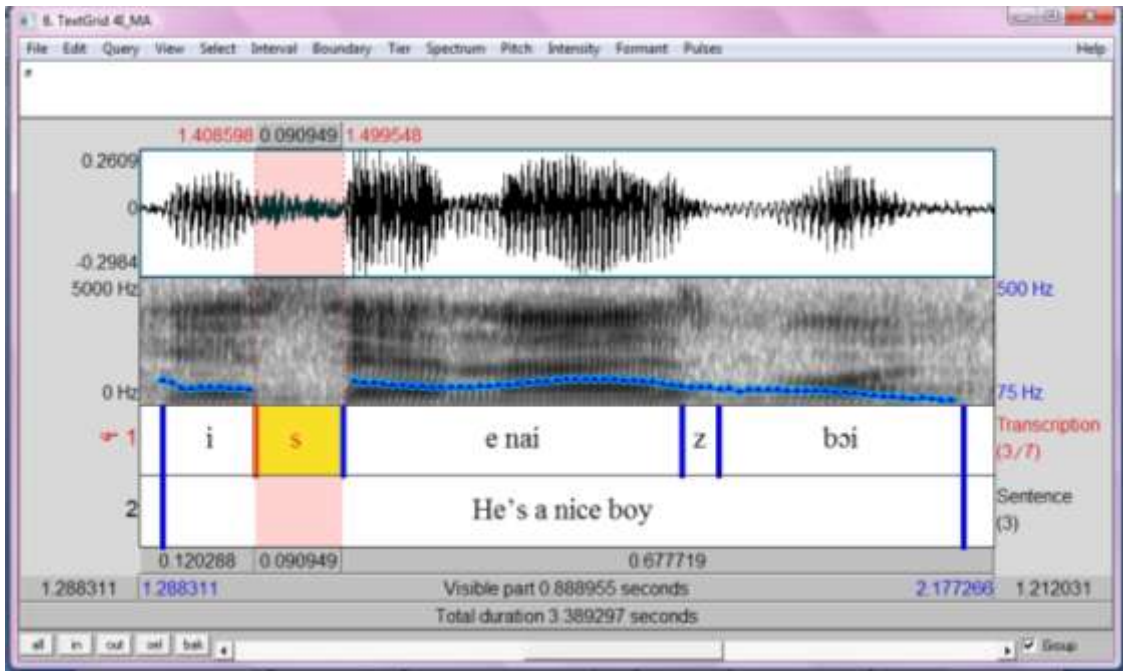 8. TextGrid 4I_MA
File Edit Query View Select Interval Boundary Tier Spectrum Pitch Intensity Formant Pulses Help
1.408598 0.090949 1.499548
0.2609
0
-0.2984
5000 Hz 500 Hz
0 Hz 75 Hz
1 i s e nai z bɔi Transcription (3/7)
2 He's a nice boy Sentence (3)
0.120288 0.090949 0.677719
1.288311 1.288311 Visible part 0.888955 seconds 2.177266 1.212031
Total duration 3.389297 seconds
all in out sel bak Group